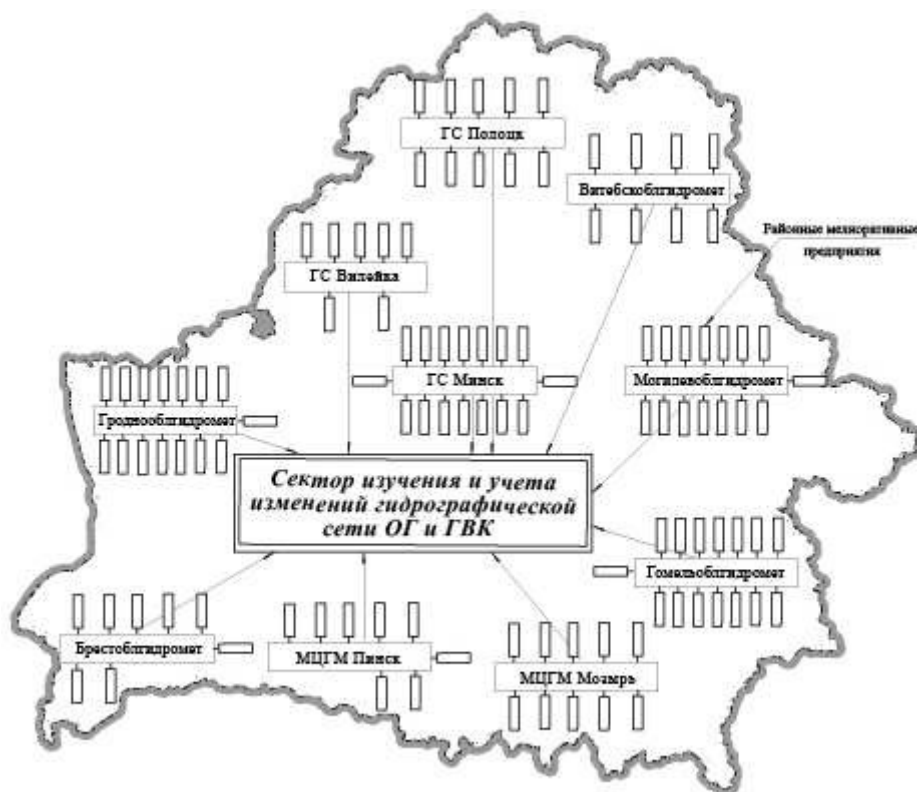 ГС Полоцк
Витебскоблгидромет
Районные мелиоративные
предприятия
ГС Вилейка
ГС Минск
Могилевоблгидромет
Гроднооблгидромет
Сектор изучения и учета
изменений гидрографической
сети ОГ и ГВК
Гомельоблгидромет
Брестоблгидромет
МЦГМ Пинск
МЦГМ Мозырь